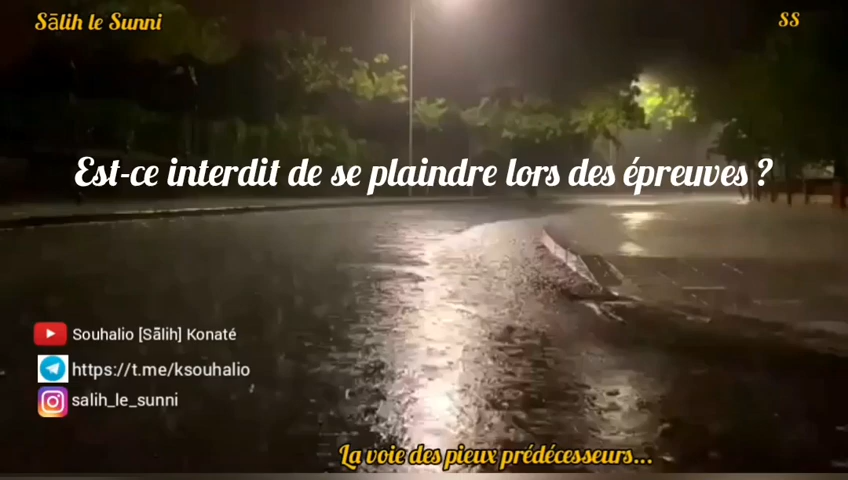 Sālih le Sunni
SS
Est-ce interdit de se plaindre lors des épreuves ?
Souhalio [Sālih] Konaté
https://t.me/ksouhalio
salih_le_sunni
La voie des pieux prédécesseurs...